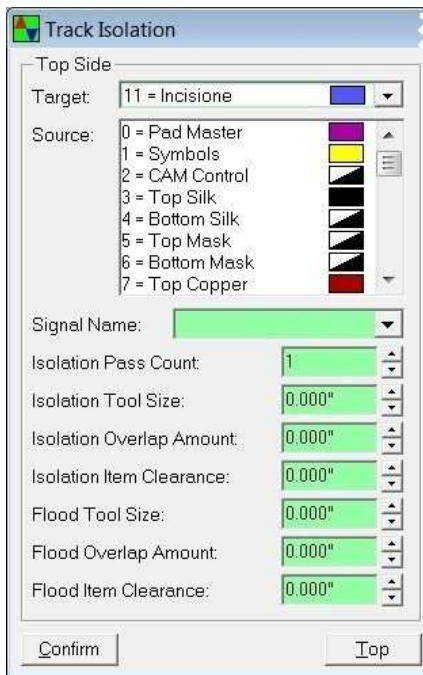 Track Isolation
Top Side
Target: 11 = Incisione
Source: 0 = Pad Master
1 = Symbols
2 = CAM Control
3 = Top Silk
4 = Bottom Silk
5 = Top Mask
6 = Bottom Mask
7 = Top Copper
Signal Name:
Isolation Pass Count: 1
Isolation Tool Size: 0.000"
Isolation Overlap Amount: 0.000"
Isolation Item Clearance: 0.000"
Flood Tool Size: 0.000"
Flood Overlap Amount: 0.000"
Flood Item Clearance: 0.000"
Confirm Top